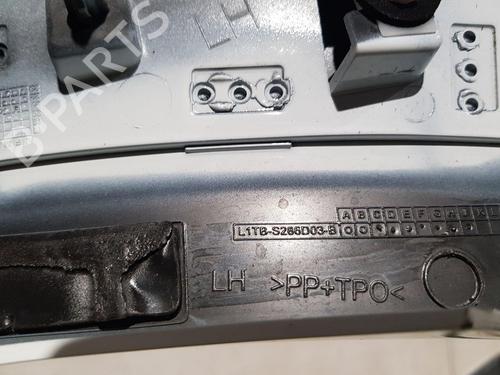 B-PARTS
A B C D E F G A J K
L1TB-S266D03-B
LH >PP+TPO<